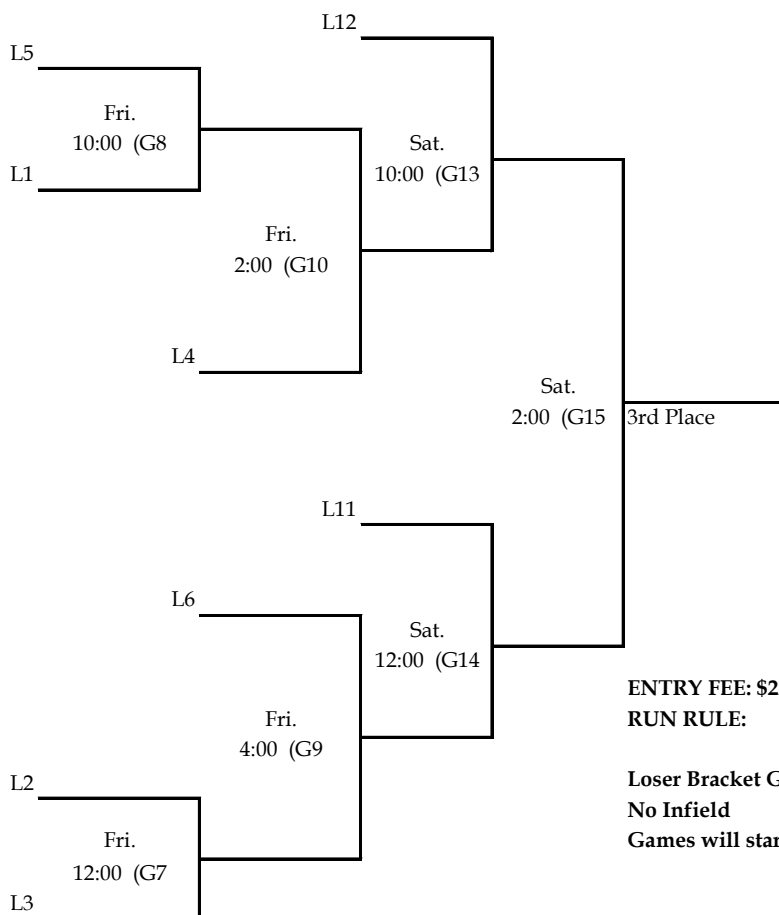 L12
L5
Fri.
10:00 (G8
Sat.
10:00 (G13
L1
Fri.
2:00 (G10
L4
Sat.
2:00 (G15
3rd Place
L11
L6
Sat.
12:00 (G14
ENTRY FEE: $2
RUN RULE:
Fri.
4:00 (G9
Loser Bracket G
No Infield
Games will star
L2
Fri.
12:00 (G7
L3